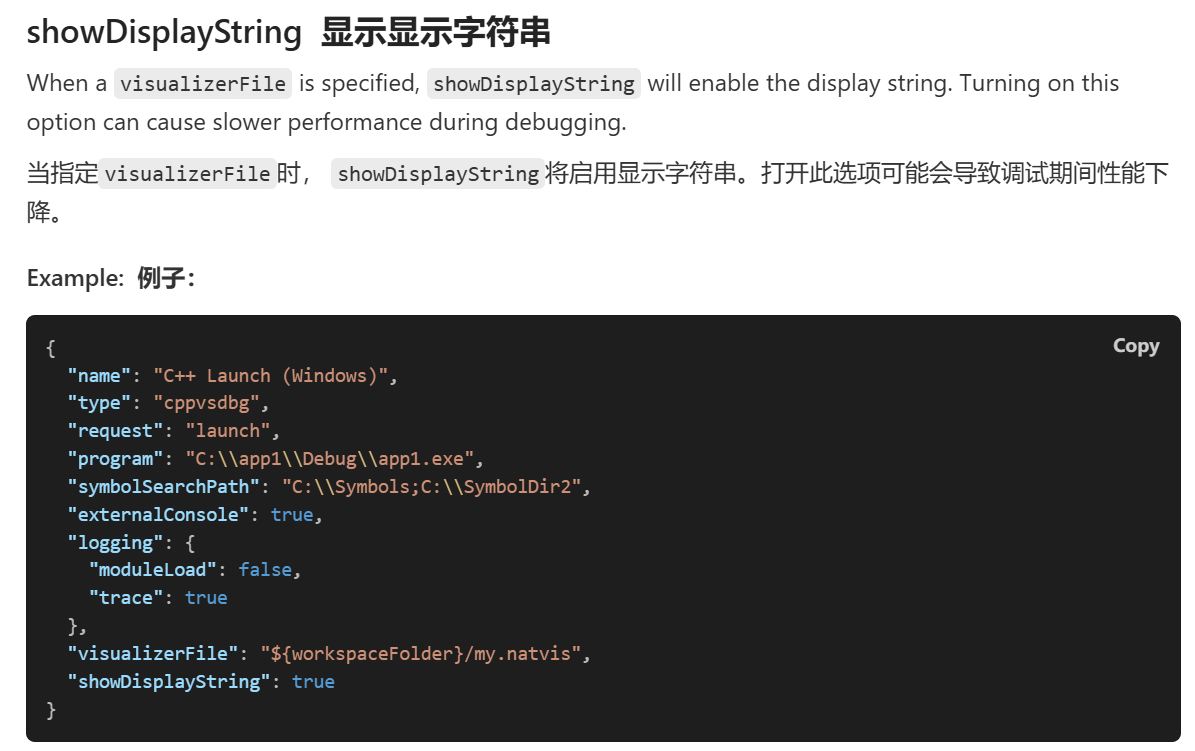 showDisplayString 显示显示字符串
When a visualizerFile is specified, showDisplayString will enable the display string. Turning on this
option can cause slower performance during debugging.
当指定visualizerFile时， showDisplayString将启用显示字符串。打开此选项可能会导致调试期间性能下
降。
Example: 例子：
Copy
{
  "name": "C++ Launch (Windows)",
  "type": "cppvsdbg",
  "request": "launch",
  "program": "C:\\app1\\Debug\\app1.exe",
  "symbolSearchPath": "C:\\Symbols;C:\\SymbolDir2",
  "externalConsole": true,
  "logging": {
    "moduleLoad": false,
    "trace": true
  },
  "visualizerFile": "${workspaceFolder}/my.natvis",
  "showDisplayString": true
}